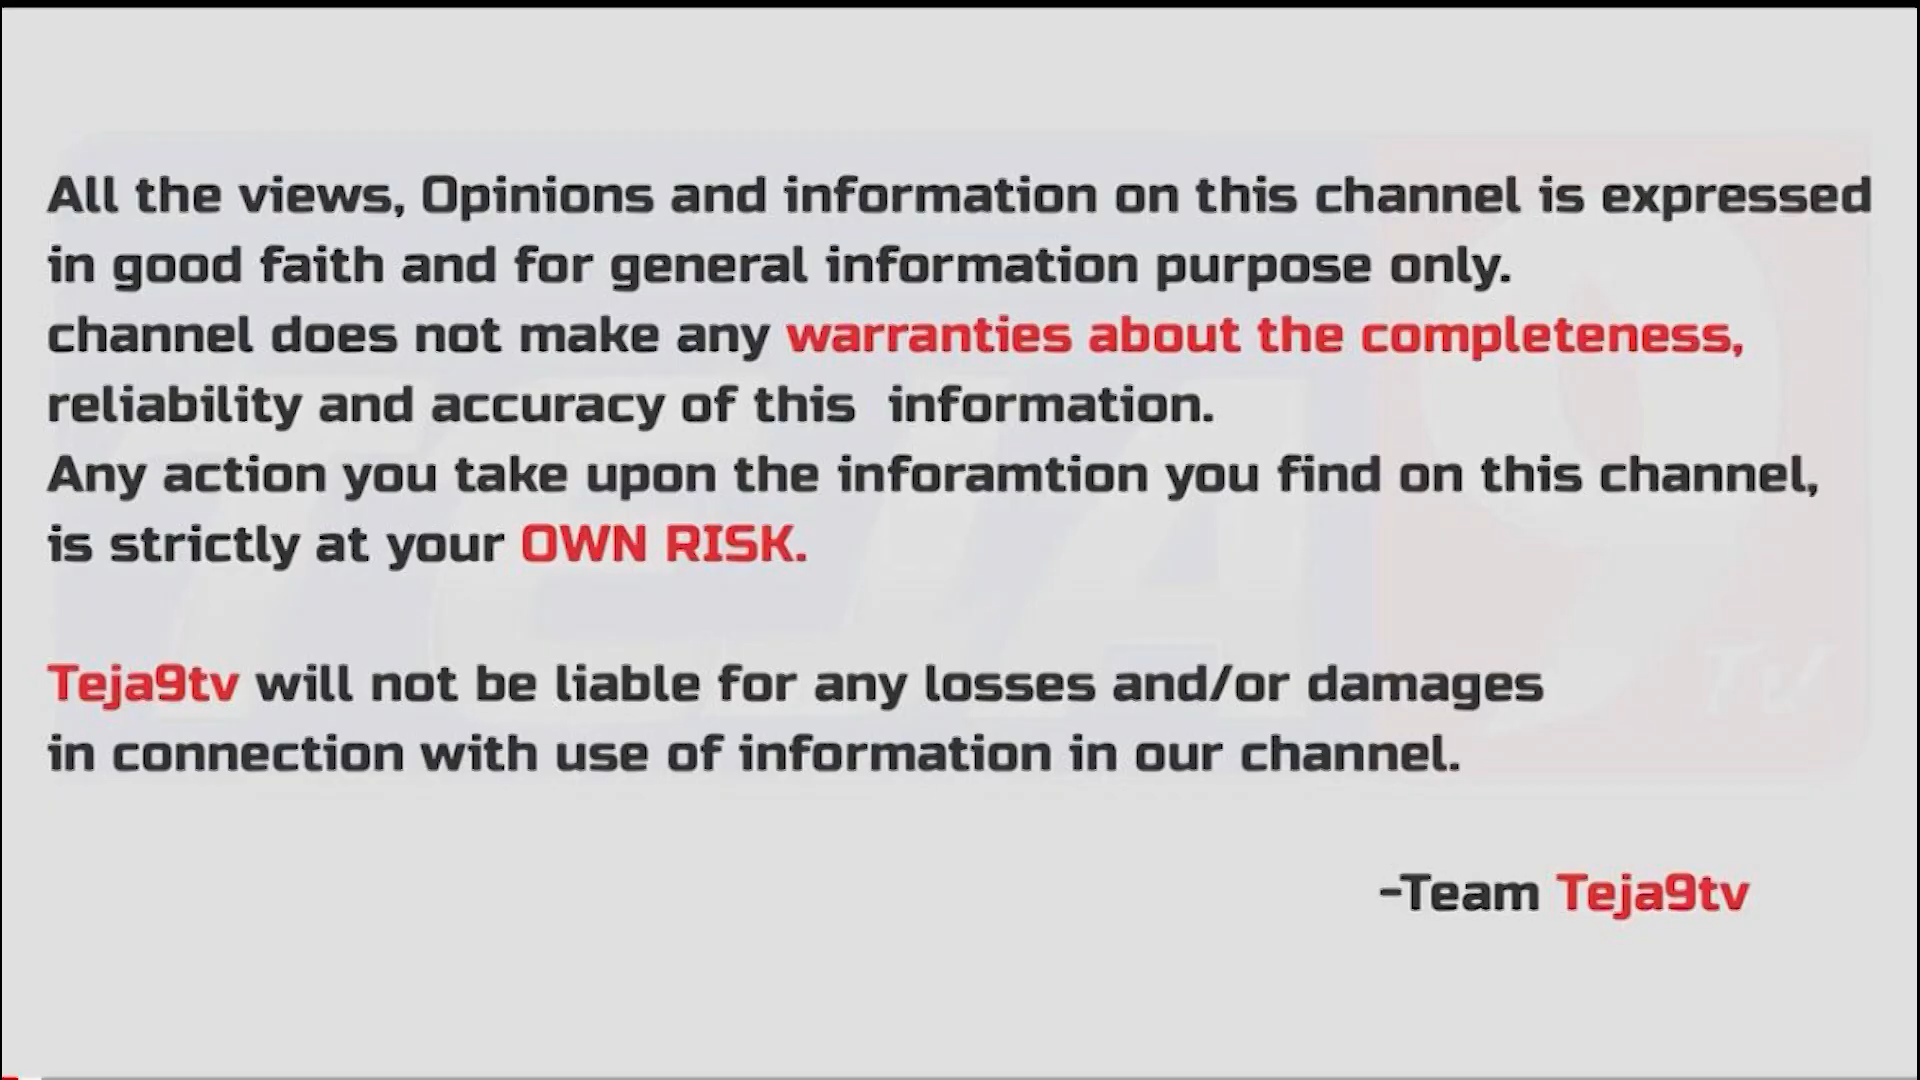 All the views, Opinions and information on this channel is expressed
in good faith and for general information purpose only.
channel does not make any warranties about the completeness,
reliability and accuracy of this  information.
Any action you take upon the inforamtion you find on this channel,
is strictly at your OWN RISK.
Teja9tv will not be liable for any losses and/or damages
in connection with use of information in our channel.
-Team Teja9tv
TEJA 9
TV